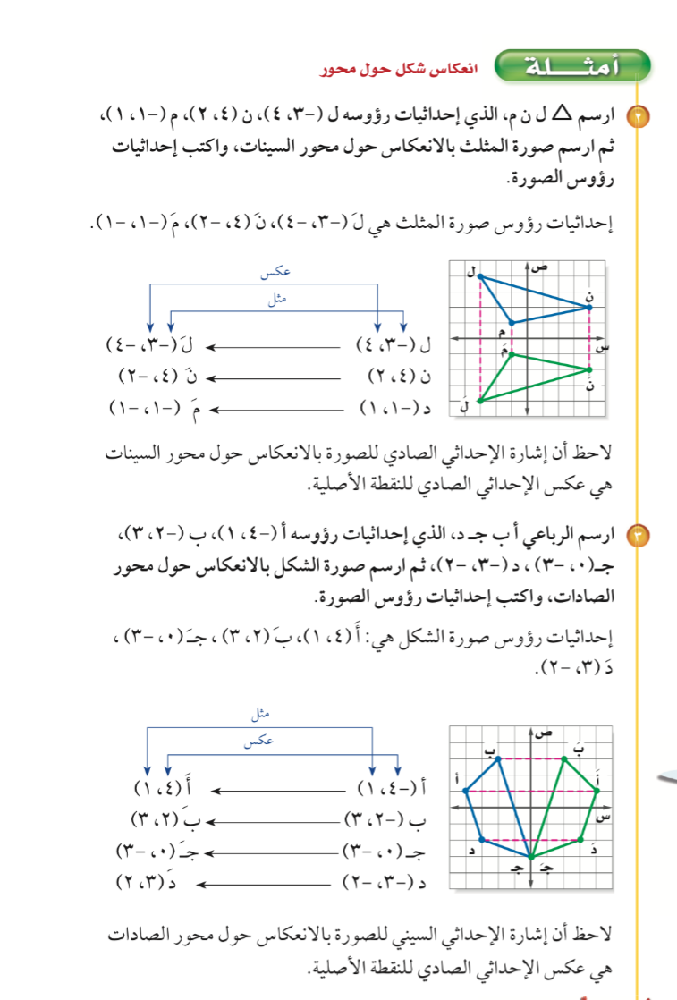 أمثـــلة انعكاس شكل حول محور
٢ ارسم △ ل ن م، الذي إحداثيات رؤوسه ل (-٣، ٤)، ن (٤، ٢)، م (-١، ١)،
ثم ارسم صورة المثلث بالانعكاس حول محور السينات، واكتب إحداثيات
رؤوس الصورة.
إحداثيات رؤوس صورة المثلث هي لَ (-٣، -٤)، نَ (٤، -٢)، مَ (-١، -١).
ص
ل
ن
م
س
مَ
نَ
لَ
عكس
مثل
ل (-٣، ٤) ← لَ (-٣، -٤)
ن (٤، ٢) ← نَ (٤، -٢)
د (-١، ١) ← مَ (-١، -١)
لاحظ أن إشارة الإحداثي الصادي للصورة بالانعكاس حول محور السينات
هي عكس الإحداثي الصادي للنقطة الأصلية.
٣ ارسم الرباعي أ ب جـ د، الذي إحداثيات رؤوسه أ (-٤، ١)، ب (-٢، ٣)،
جـ(٠، -٣) ، د (-٣، -٢)، ثم ارسم صورة الشكل بالانعكاس حول محور
الصادات، واكتب إحداثيات رؤوس الصورة.
إحداثيات رؤوس صورة الشكل هي: أَ (٤، ١)، بَ (٢، ٣) ، جـَ (٠، -٣) ،
دَ (٣، -٢).
ص
بَ
ب
أَ
أ
س
دَ
د
جـَ
جـ
مثل
عكس
أ (-٤، ١) ← أَ (٤، ١)
ب (-٢، ٣) ← بَ (٢، ٣)
جـ (٠، -٣) ← جـَ (٠، -٣)
د (-٣، -٢) ← دَ (٣، ٢)
لاحظ أن إشارة الإحداثي السيني للصورة بالانعكاس حول محور الصادات
هي عكس الإحداثي الصادي للنقطة الأصلية.